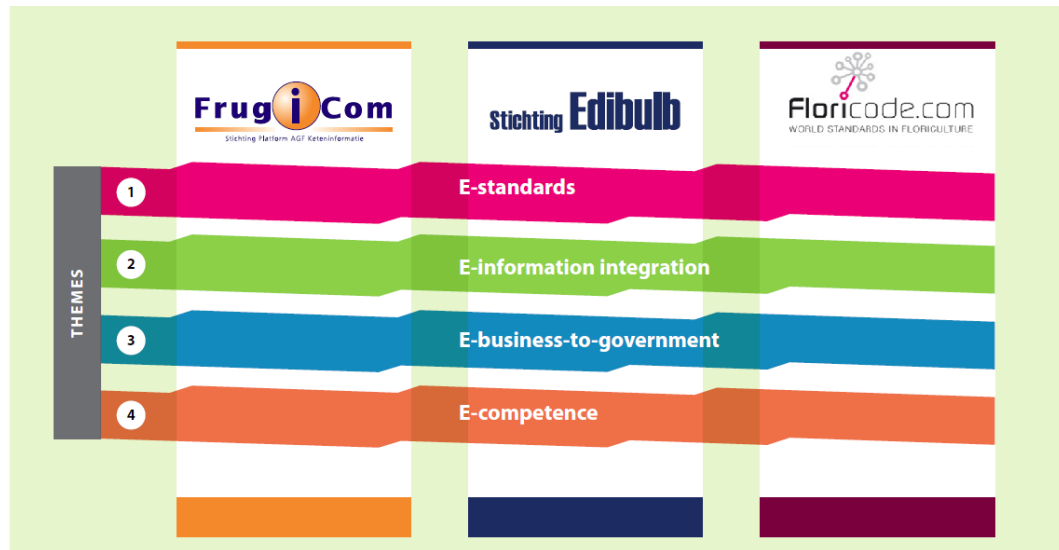 FrugiCom
Stichting Platform AGF Keteninformatie
Stichting Edibulb
Floricode.com
WORLD STANDARDS IN FLORICULTURE
THEMES
1
E-standards
2
E-information integration
3
E-business-to-government
4
E-competence